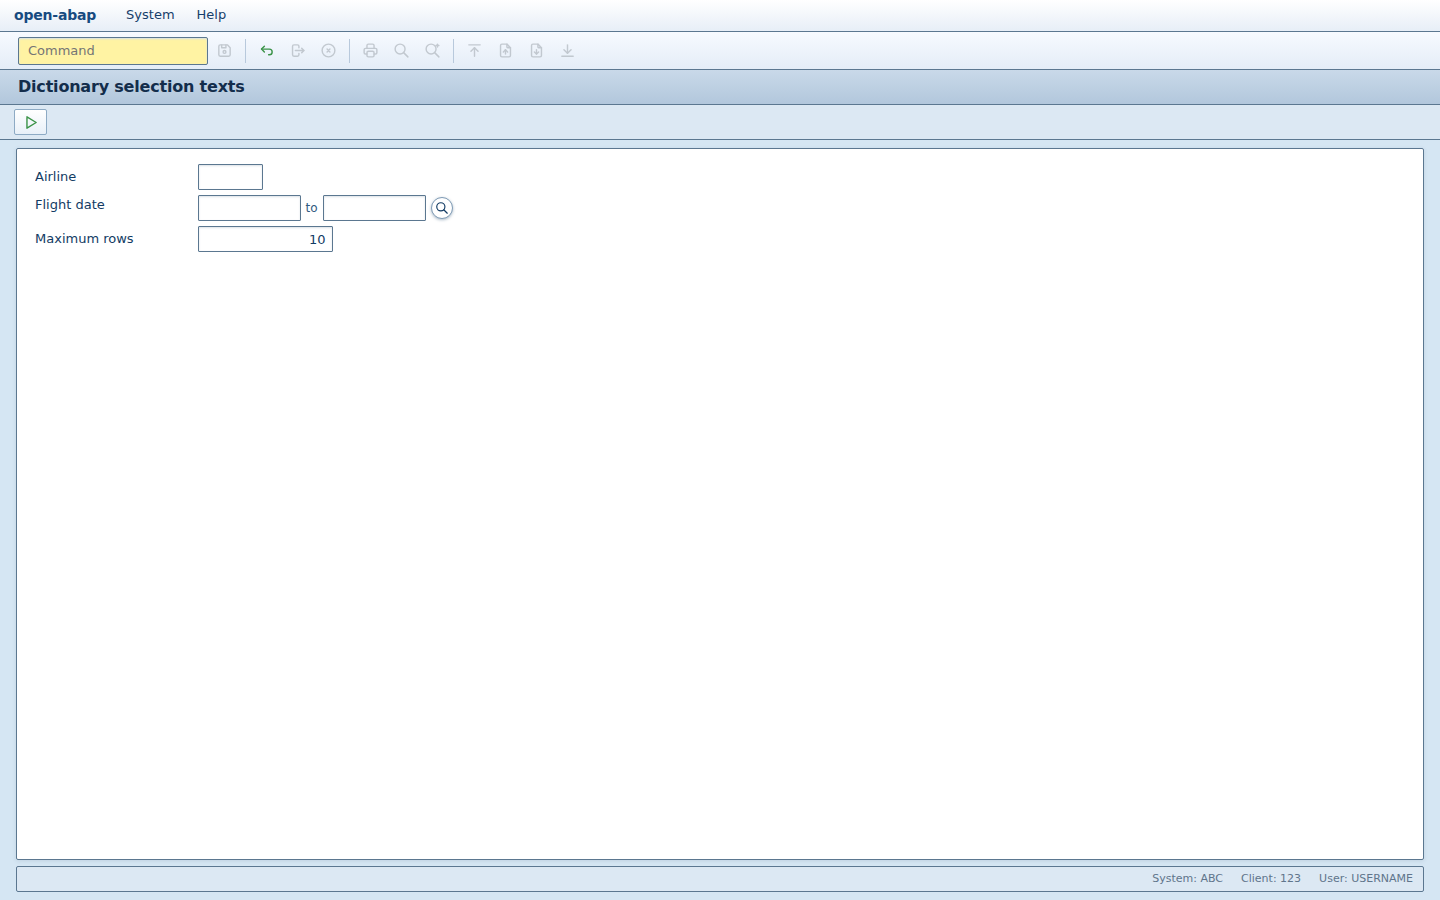 open-abap System Help
Command
Dictionary selection texts
Airline
Flight date to
Maximum rows 10
System: ABC Client: 123 User: USERNAME